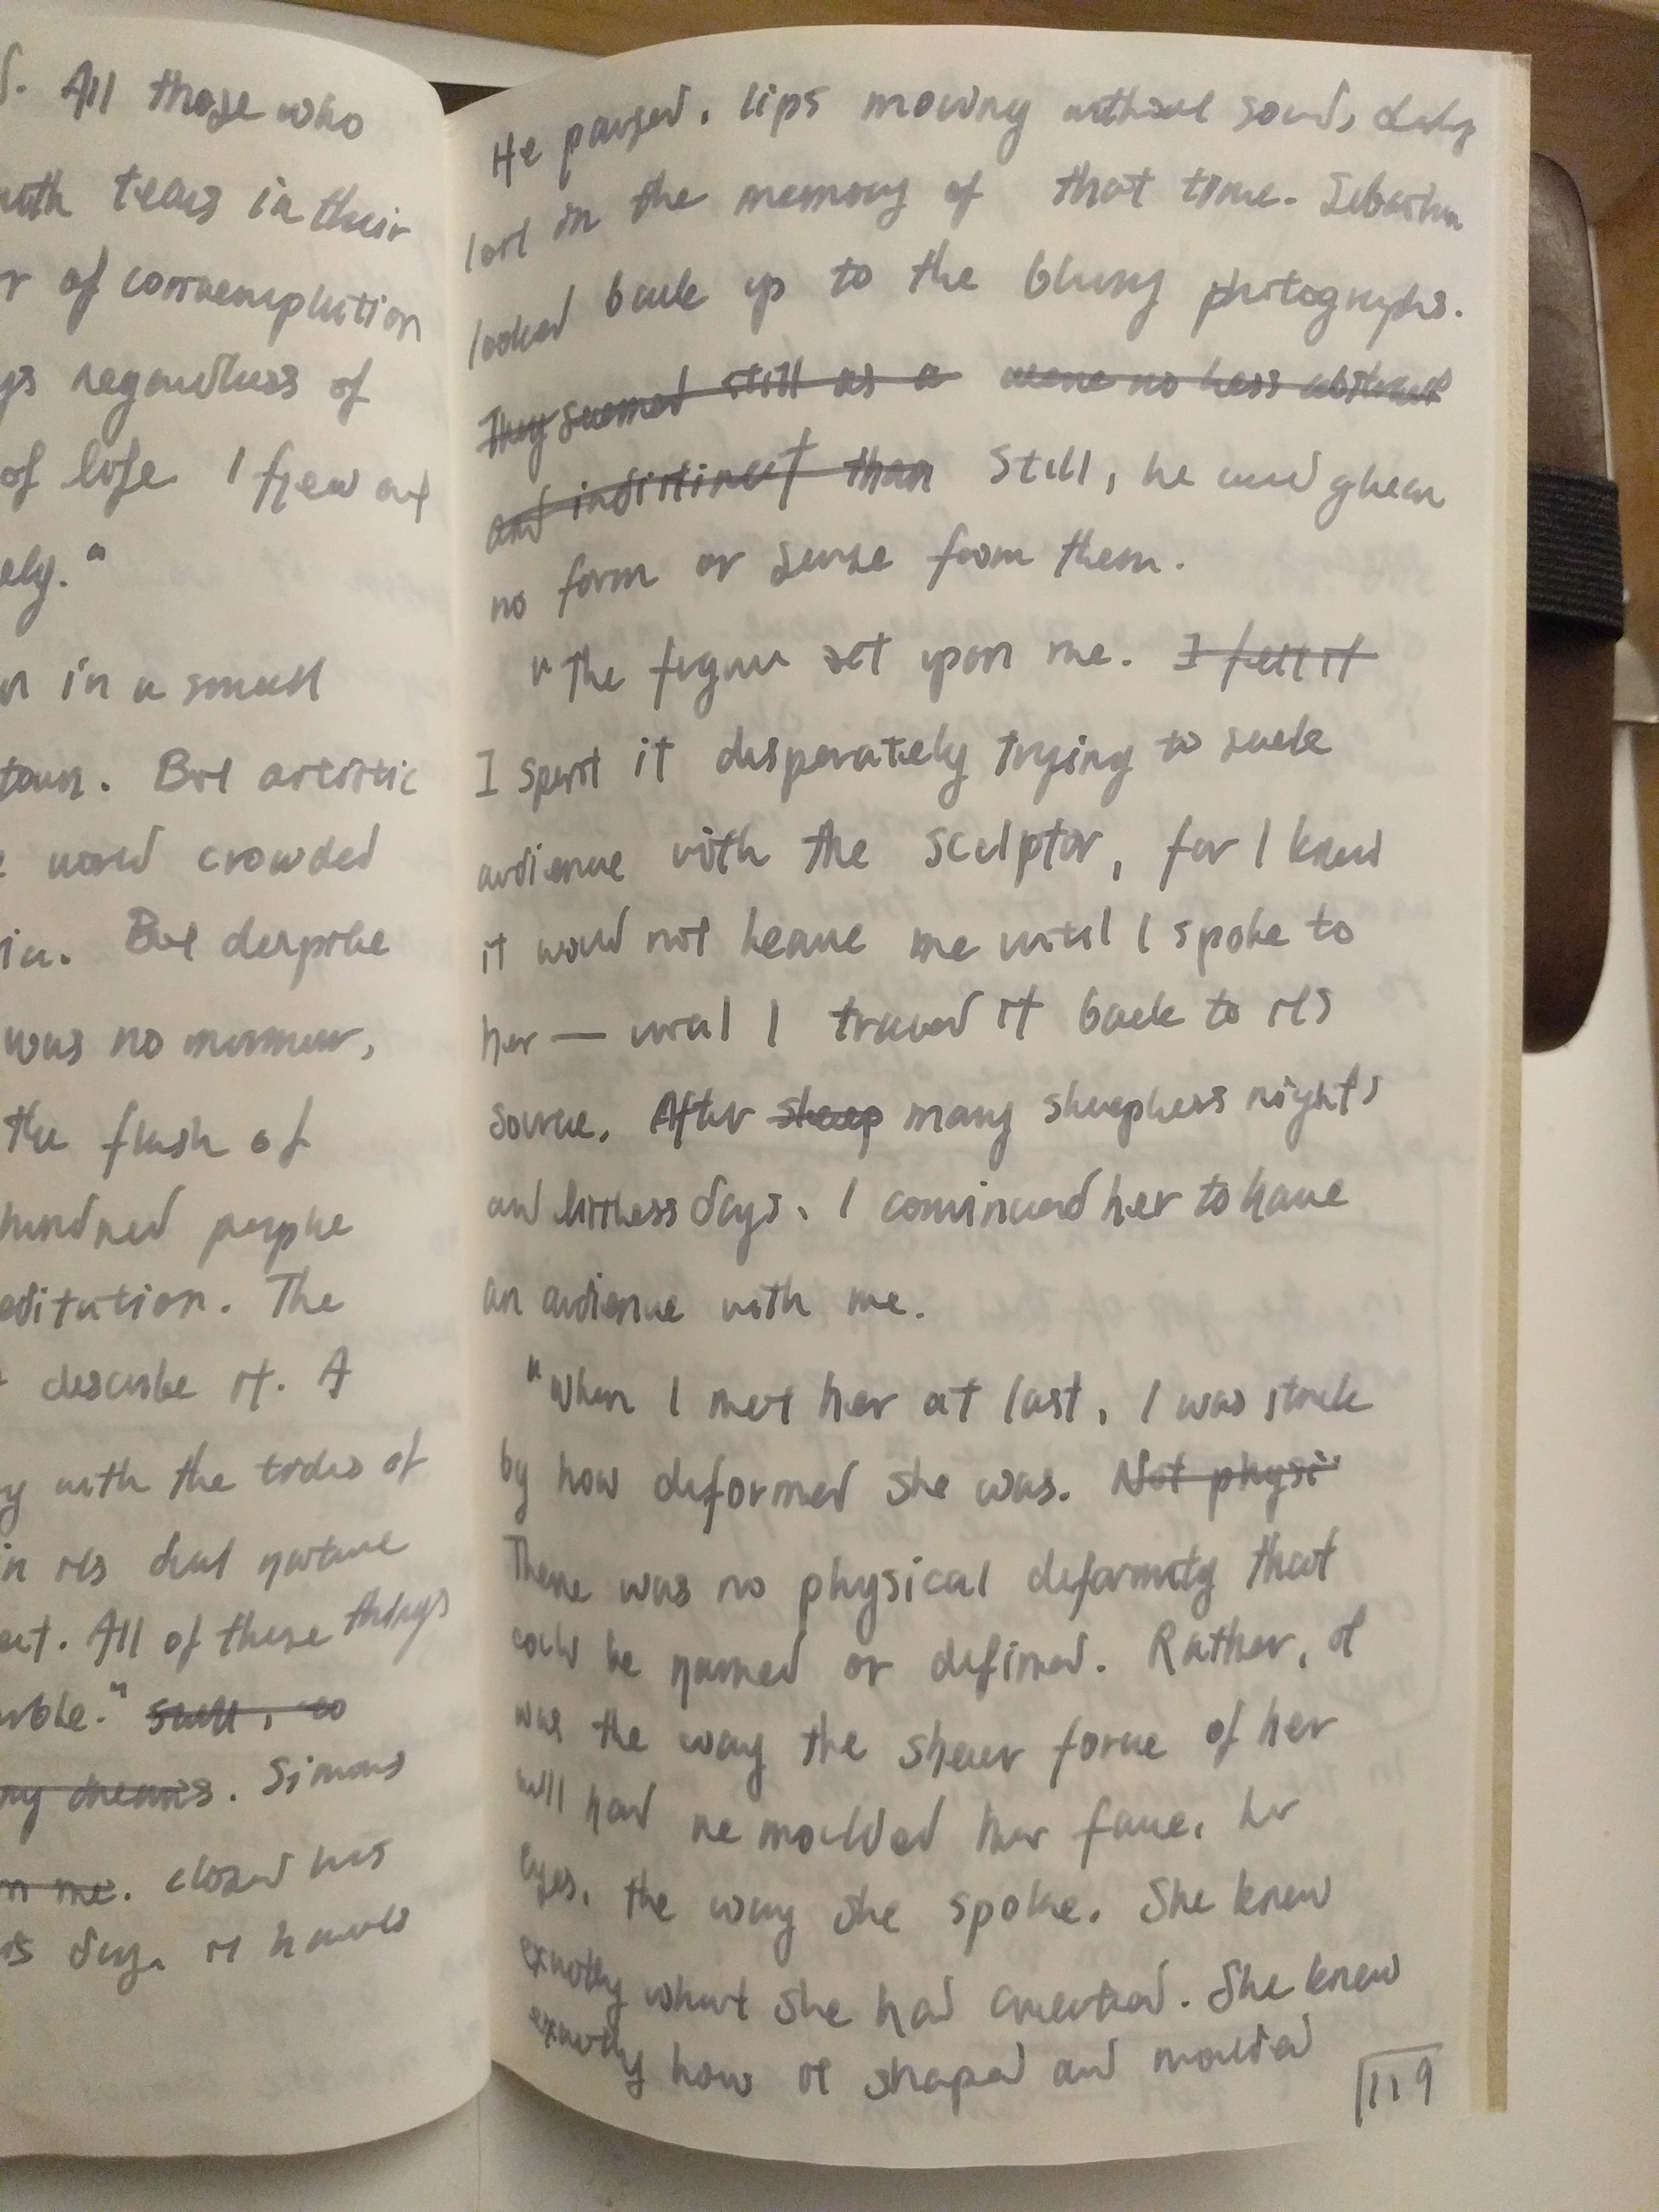 . All those who
with tears in their
r of contemplation
ys regardless of
of life I flew out
ely."
n in a small
town. But artistic
world crowded
in. But despite
was no murmur,
the flash of
hundred people
editation. The
describe it. A
y with the tides of
in its dual nature
out. All of these things
rble." still, so
my dreams. Simons
n me. closed his
is day, it haunts
He paused, lips moving without sound,
lost in the memory of that time. Sebastian
looked back up to the blurry photographs.
They seemed still as a were no less abstract
and indistinct than Still, he could glean
no form or sense from them.
"The figure set upon me. I felt it
I spent it desperately trying to seek
audience with the sculptor, for I knew
it would not leave me until I spoke to
her — until I traced it back to its
source. After sleep many sleepless nights
and listless days, I convinced her to have
an audience with me.
"When I met her at last, I was struck
by how deformed she was. Not physi
There was no physical deformity that
could be named or defined. Rather, it
was the way the sheer force of her
will had remoulded her face, her
eyes, the way she spoke. She knew
exactly what she had created. She knew
exactly how it shaped and moulded
119